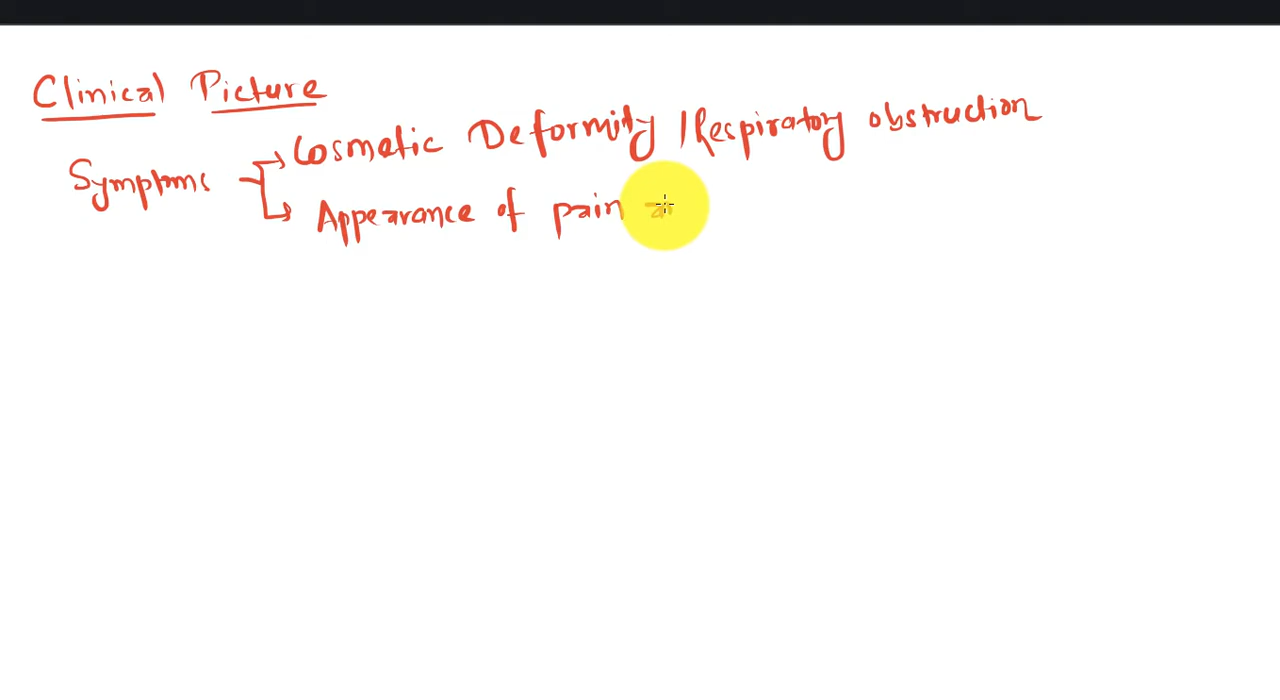 Clinical Picture
Cosmetic Deformity / Respiratory obstruction
Symptoms
Appearance of pain